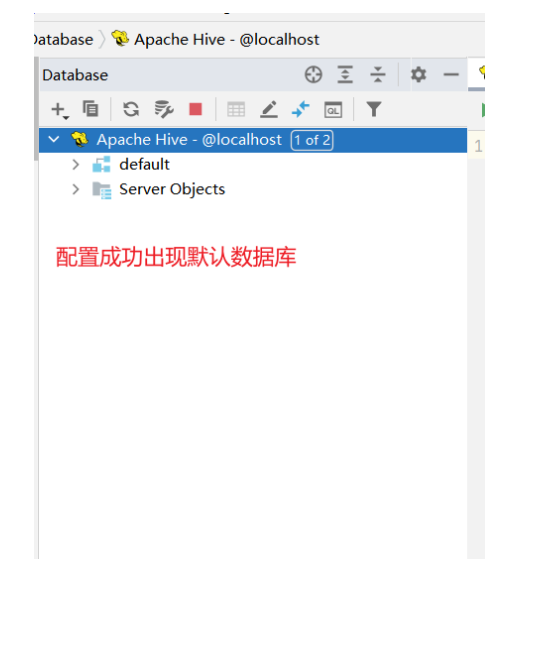 Database 〉 Apache Hive - @localhost
Database
QL
Apache Hive - @localhost 1 of 2
1
default
Server Objects
配置成功出现默认数据库